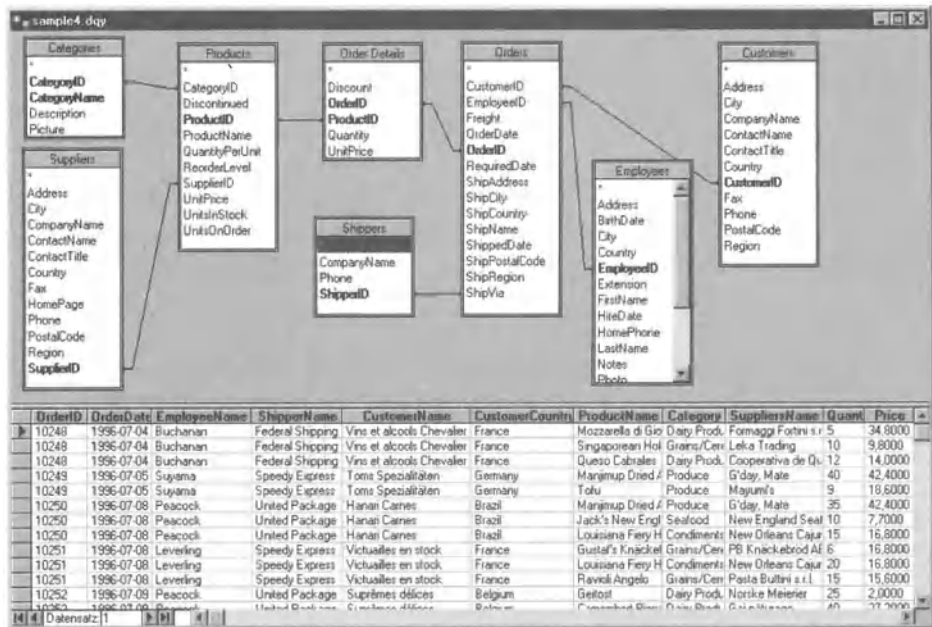 sample4.dqy
Categories
*
CategoryID
CategoryName
Description
Picture
Products
*
CategoryID
Discontinued
ProductID
ProductName
QuantityPerUnit
ReorderLevel
SupplierID
UnitPrice
UnitsInStock
UnitsOnOrder
Order Details
*
Discount
OrderID
ProductID
Quantity
UnitPrice
Orders
*
CustomerID
EmployeeID
Freight
OrderDate
OrderID
RequiredDate
ShipAddress
ShipCity
ShipCountry
ShipName
ShippedDate
ShipPostalCode
ShipRegion
ShipVia
Customers
*
Address
City
CompanyName
ContactName
ContactTitle
Country
CustomerID
Fax
Phone
PostalCode
Region
Suppliers
*
Address
City
CompanyName
ContactName
ContactTitle
Country
Fax
HomePage
Phone
PostalCode
Region
SupplierID
Shippers
CompanyName
Phone
ShipperID
Employees
*
Address
BirthDate
City
Country
EmployeeID
Extension
FirstName
HireDate
HomePhone
LastName
Notes
Photo
OrderID OrderDate EmployeeName ShipperName CustomerName CustomerCountry ProductName Category SuppliersName Quant Price
10248 1996-07-04 Buchanan Federal Shipping Vins et alcools Chevalier France Mozzarella di Gio Dairy Prod. Formaggi Fortini s.r 5 34,8000
10248 1996-07-04 Buchanan Federal Shipping Vins et alcools Chevalier France Singaporean Hok Grains/Cere Leka Trading 10 9,8000
10248 1996-07-04 Buchanan Federal Shipping Vins et alcools Chevalier France Queso Cabrales Dairy Prod. Cooperativa de Qu 12 14,0000
10249 1996-07-05 Suyama Speedy Express Toms Spezialitäten Germany Manjimup Dried A Produce G'day, Mate 40 42,4000
10249 1996-07-05 Suyama Speedy Express Toms Spezialitäten Germany Tofu Produce Mayumi's 9 18,6000
10250 1996-07-08 Peacock United Package Hanari Carnes Brazil Manjimup Dried A Produce G'day, Mate 35 42,4000
10250 1996-07-08 Peacock United Package Hanari Carnes Brazil Jack's New Engl Seafood New England Seaf 10 7,7000
10250 1996-07-08 Peacock United Package Hanari Carnes Brazil Louisiana Fiery H Condiments New Orleans Cajur 15 16,8000
10251 1996-07-08 Leverling Speedy Express Victuailles en stock France Gustaf's Knäckel Grains/Cere PB Knäckebröd AE 6 16,8000
10251 1996-07-08 Leverling Speedy Express Victuailles en stock France Louisiana Fiery H Condiments New Orleans Cajur 20 16,8000
10251 1996-07-08 Leverling Speedy Express Victuailles en stock France Ravioli Angelo Grains/Cere Pasta Buttini s.r.l. 15 15,6000
10252 1996-07-09 Peacock United Package Suprêmes délices Belgium Geitost Dairy Prod. Norske Meierier 25 2,0000
Datensatz: 1